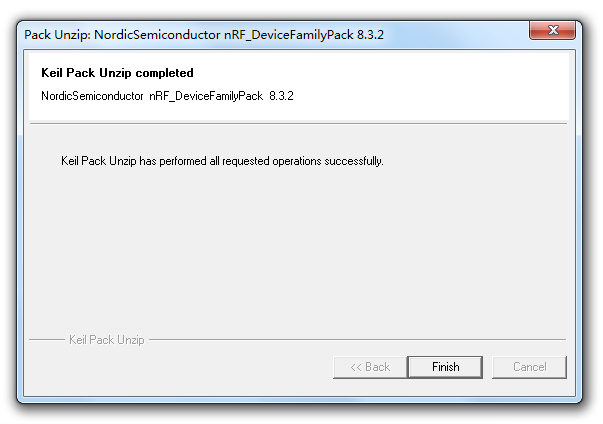 Pack Unzip: NordicSemiconductor nRF_DeviceFamilyPack 8.3.2
Keil Pack Unzip completed
NordicSemiconductor nRF_DeviceFamilyPack 8.3.2
Keil Pack Unzip has performed all requested operations successfully.
Keil Pack Unzip
<< Back Finish Cancel